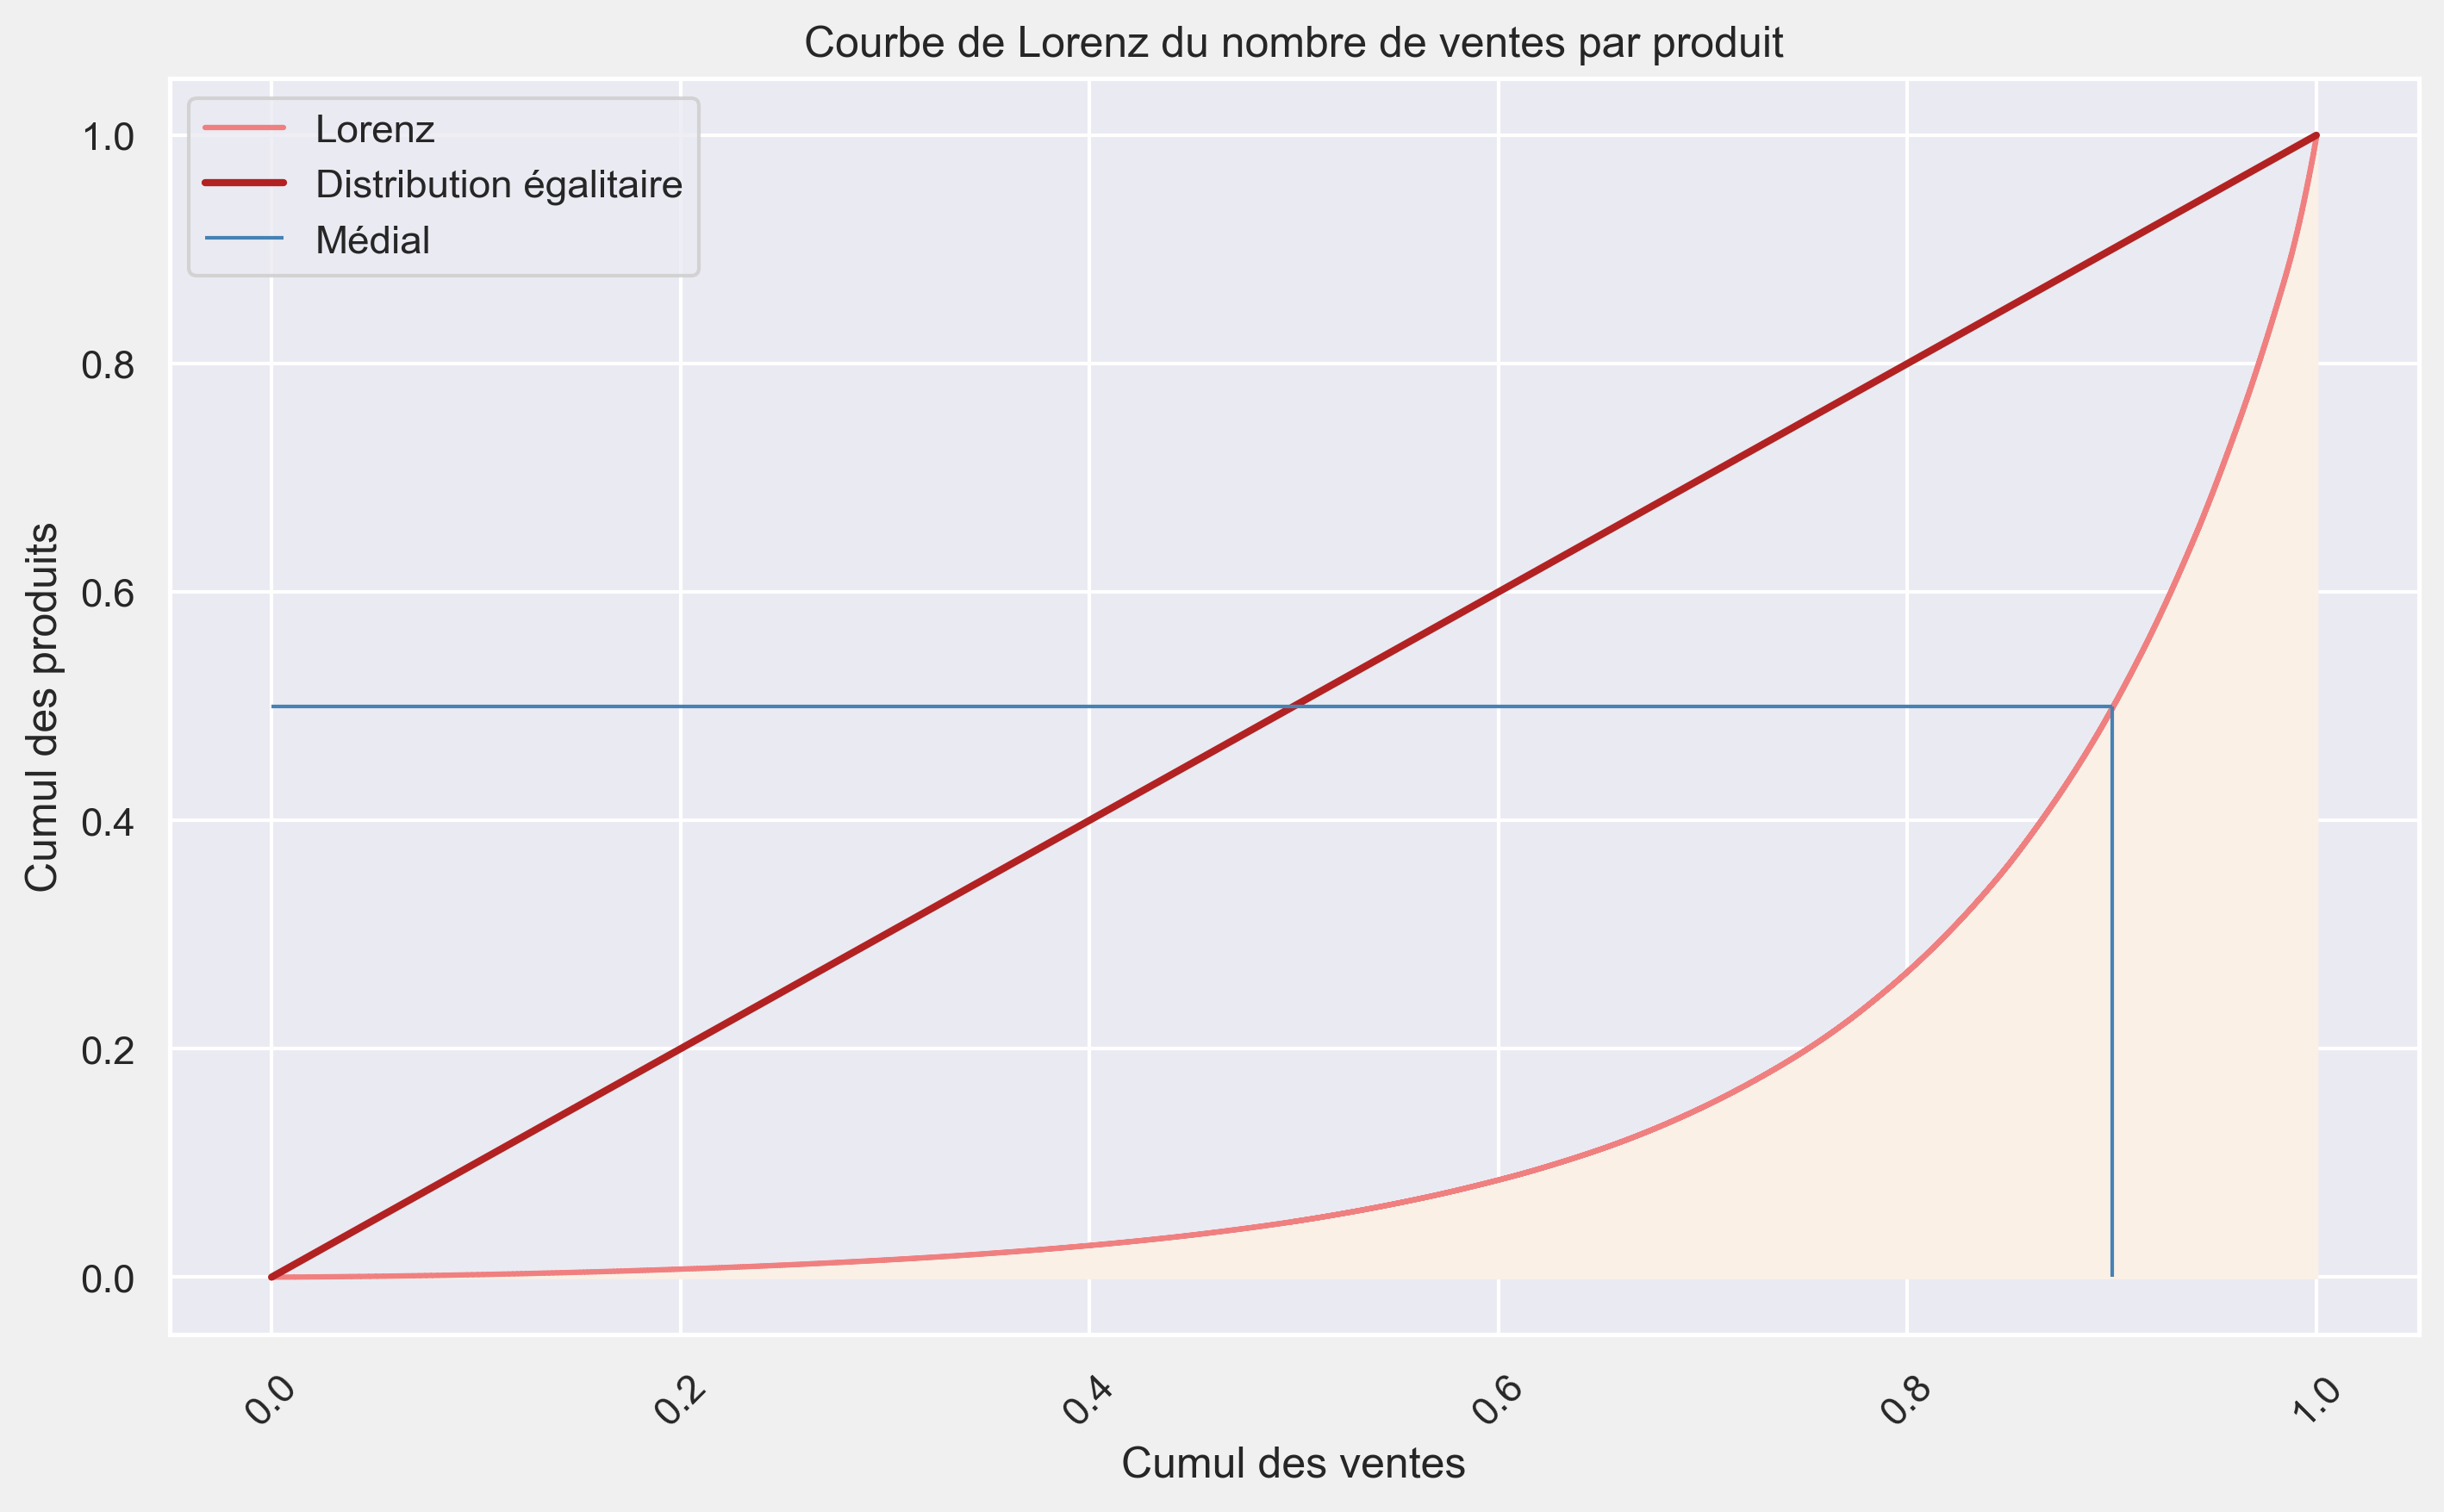 Courbe de Lorenz du nombre de ventes par produit
Lorenz
Distribution égalitaire
Médial
1.0
0.8
0.6
0.4
0.2
0.0
Cumul des produits
0.0
0.2
0.4
0.6
0.8
1.0
Cumul des ventes